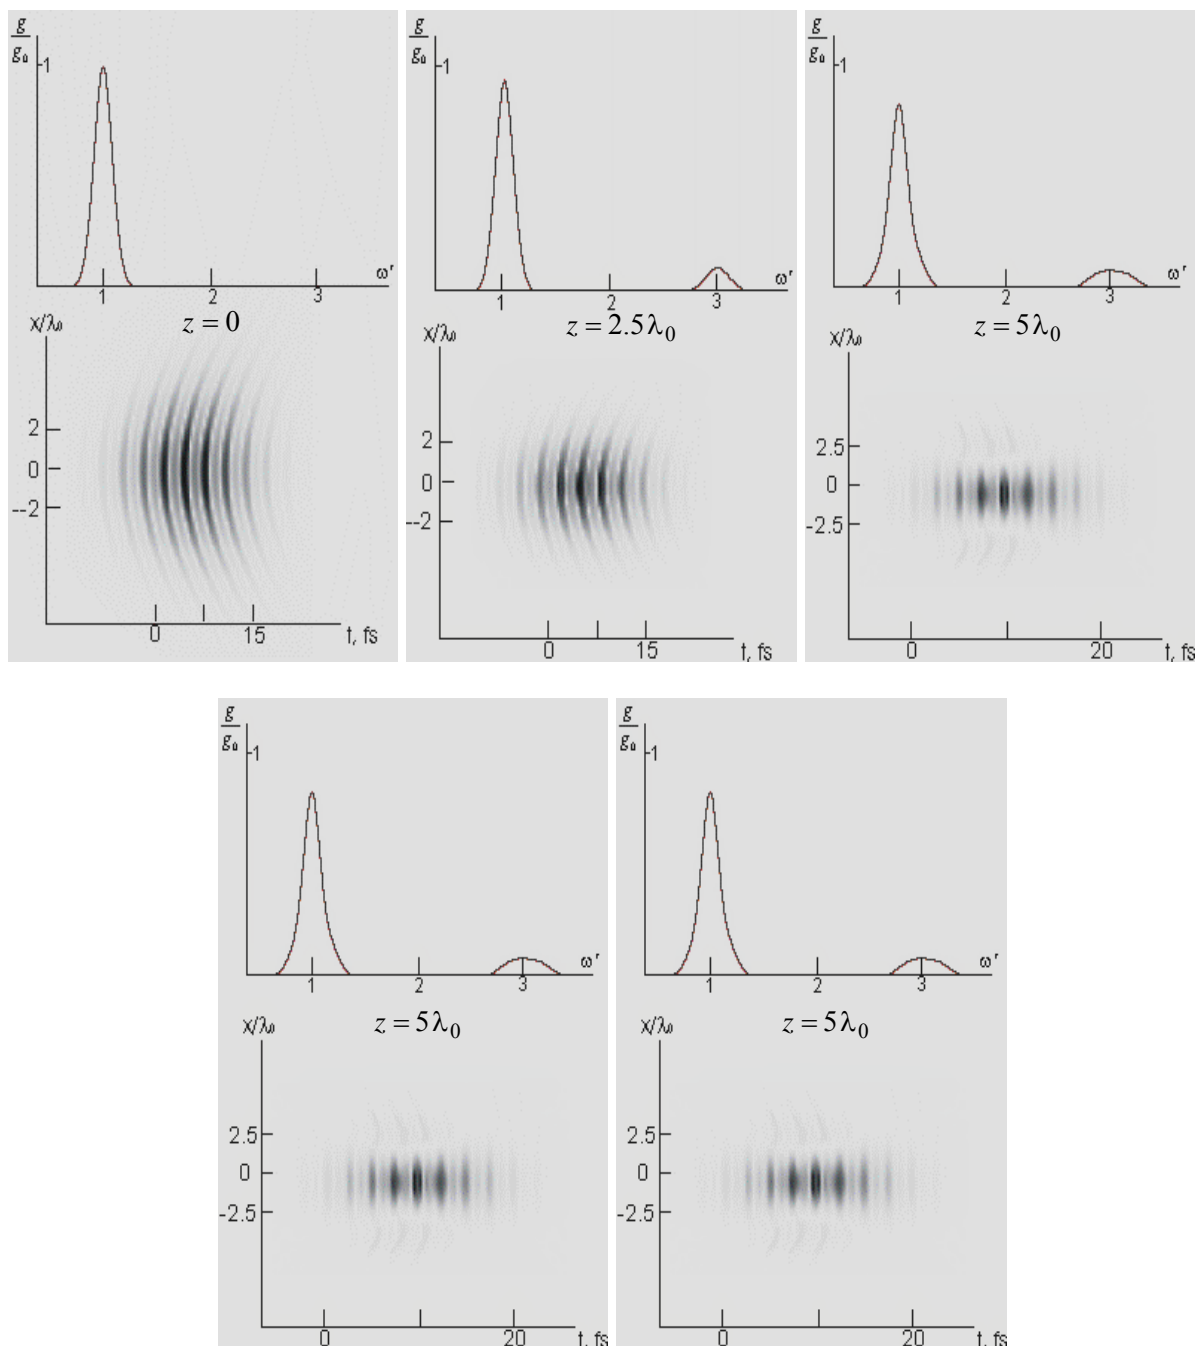 g
g₀
1
1 2 3 ω'
z = 0
x/λ₀
2
0
--2
0 15 t, fs
g
g₀
1
1 2 3 ω'
z = 2.5λ₀
x/λ₀
2
0
--2
0 15 t, fs
g
g₀
1
1 2 3 ω'
z = 5λ₀
x/λ₀
2.5
0
-2.5
0 20 t, fs
g
g₀
1
1 2 3 ω'
z = 5λ₀
x/λ₀
2.5
0
-2.5
0 20 t, fs
g
g₀
1
1 2 3 ω'
z = 5λ₀
x/λ₀
2.5
0
-2.5
0 20 t, fs